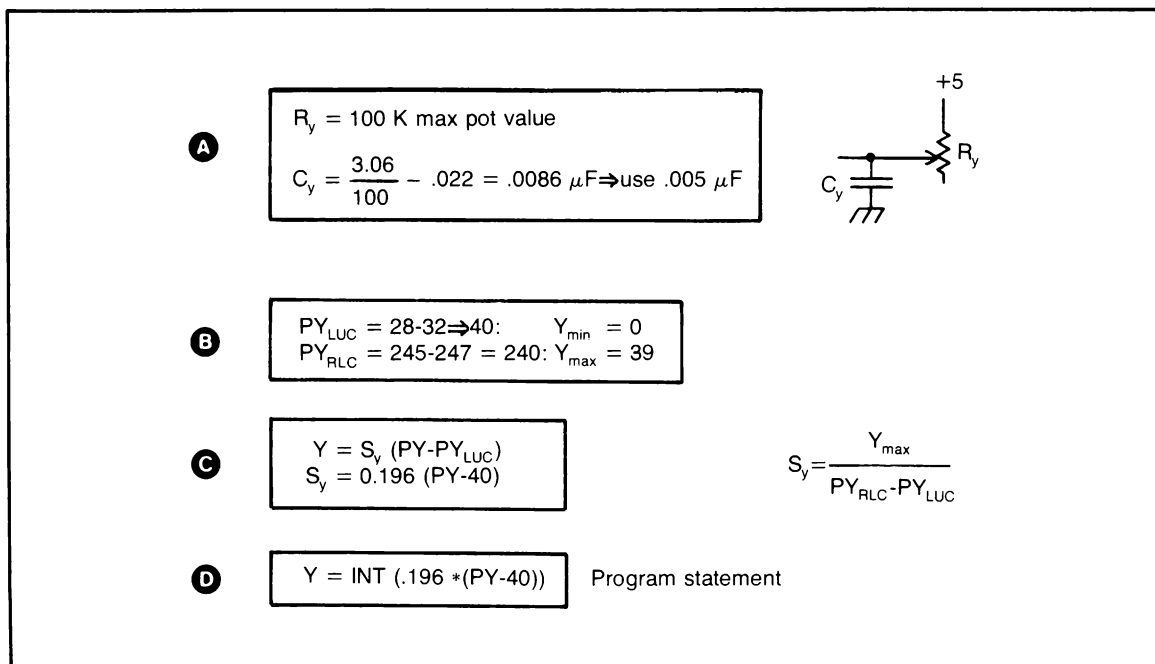 A
R_y = 100 K max pot value
C_y = 3.06/100 - .022 = .0086 μF⇒use .005 μF
+5
R_y
C_y
B
PY_LUC = 28-32⇒40: Y_min = 0
PY_RLC = 245-247 = 240: Y_max = 39
C
Y = S_y (PY-PY_LUC)
S_y = 0.196 (PY-40)
S_y = Y_max/(PY_RLC-PY_LUC)
D
Y = INT (.196 *(PY-40)) Program statement